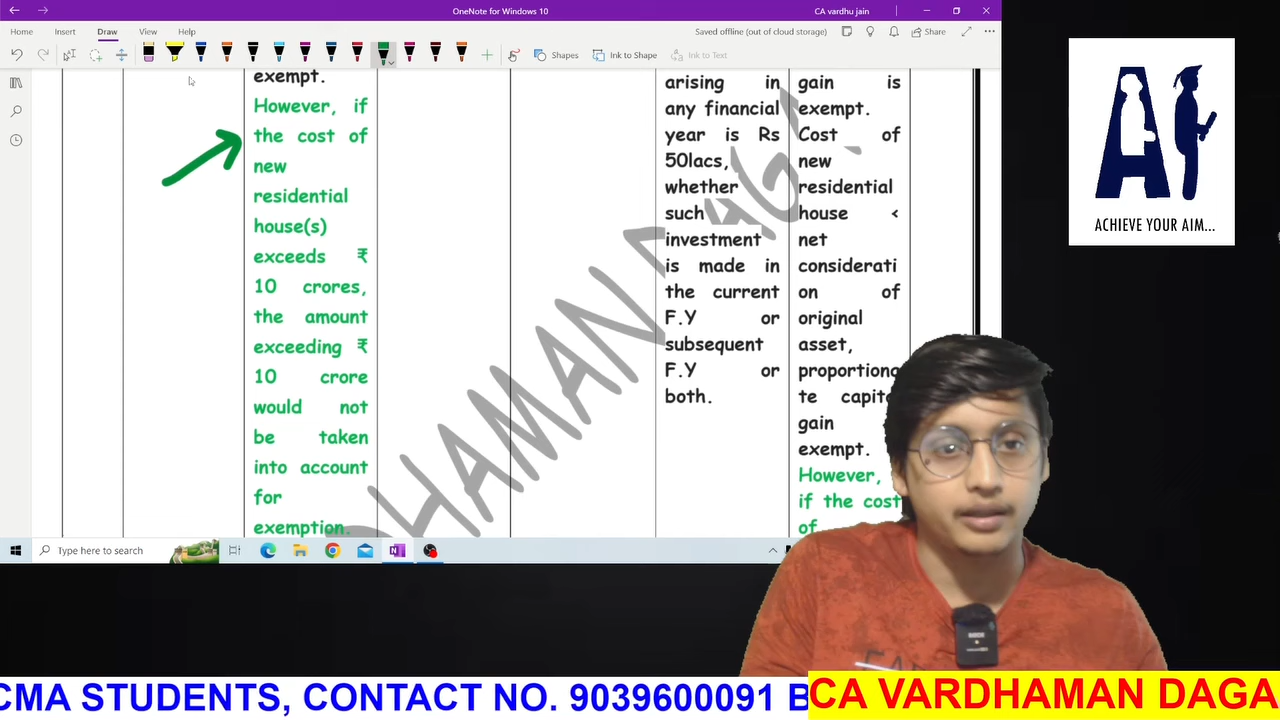 OneNote for Windows 10
CA vardhu jain
Home
Insert
Draw
View
Help
Saved offline (out of cloud storage)
Share
Shapes
Ink to Shape
Ink to Text
exempt.
However, if
the cost of
new
residential
house(s)
exceeds ₹
10 crores,
the amount
exceeding ₹
10 crore
would not
be taken
into account
for
exemption.
arising in
any financial
year is Rs
50lacs,
whether
such
investment
is made in
the current
F.Y or
subsequent
F.Y or
both.
gain is
exempt.
Cost of
new
residential
house <
net
considerati
on of
original
asset,
proportiona
te capita
gain
exempt.
However,
if the cost
of
ACHIEVE YOUR AIM...
Type here to search
RODE
CMA STUDENTS, CONTACT NO. 9039600091 B
CA VARDHAMAN DAGA